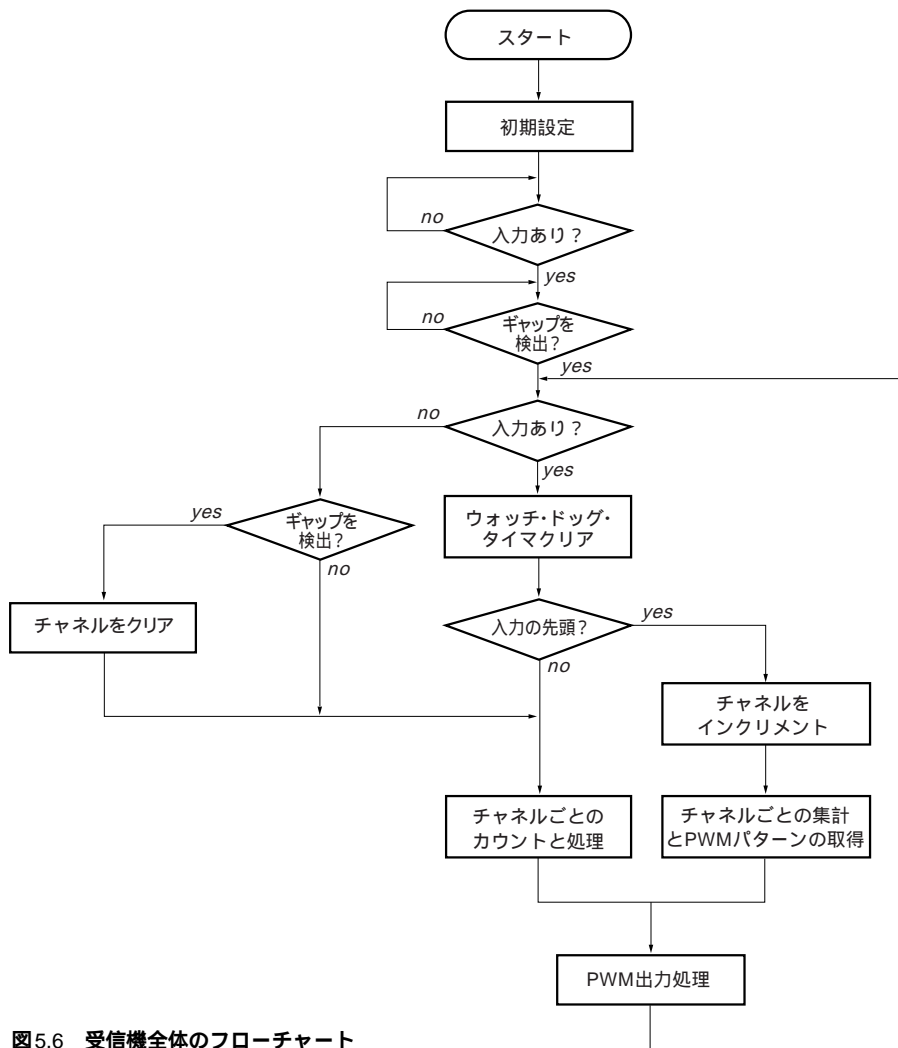 スタート
初期設定
no
入力あり？
yes
no
ギャップを
検出？
yes
no
入力あり？
yes
yes
ギャップを
検出？
no
ウォッチ・ドッグ・
タイマクリア
チャネルをクリア
入力の先頭？
yes
no
チャネルを
インクリメント
チャネルごとの
カウントと処理
チャネルごとの集計
とPWMパターンの取得
PWM出力処理
図5.6 受信機全体のフローチャート